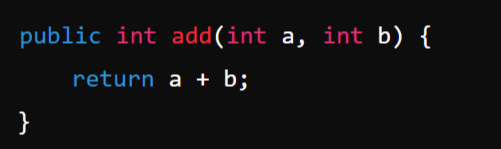 public int add(int a, int b) {
    return a + b;
}